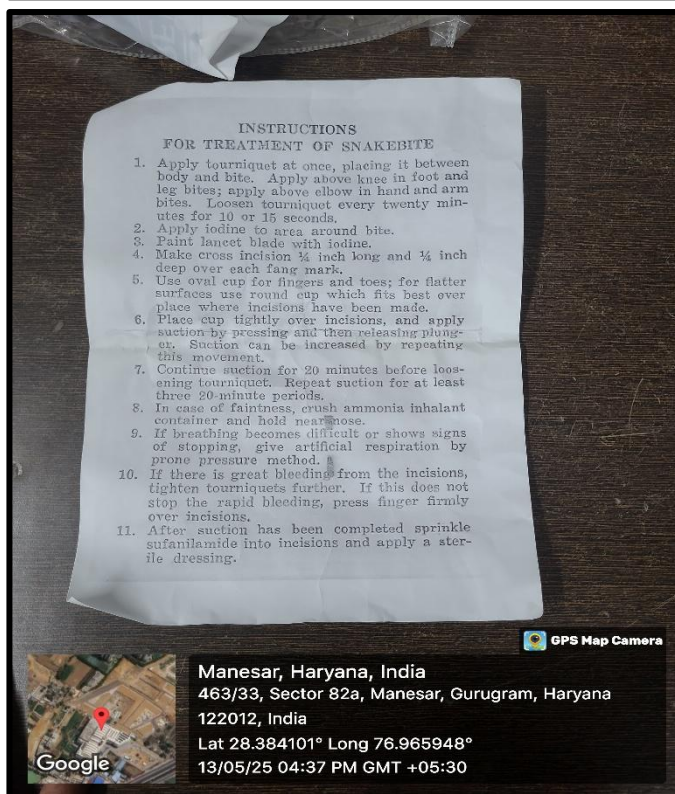 INSTRUCTIONS
FOR TREATMENT OF SNAKEBITE
1. Apply tourniquet at once, placing it between
body and bite. Apply above knee in foot and
leg bites; apply above elbow in hand and arm
bites. Loosen tourniquet every twenty min-
utes for 10 or 15 seconds.
2. Apply iodine to area around bite.
3. Paint lancet blade with iodine.
4. Make cross incision ¼ inch long and ¼ inch
deep over each fang mark.
5. Use oval cup for fingers and toes; for flatter
surfaces use round cup which fits best over
place where incisions have been made.
6. Place cup tightly over incisions, and apply
suction by pressing and then releasing plung-
er. Suction can be increased by repeating
this movement.
7. Continue suction for 20 minutes before loos-
ening tourniquet. Repeat suction for at least
three 20-minute periods.
8. In case of faintness, crush ammonia inhalant
container and hold near nose.
9. If breathing becomes difficult or shows signs
of stopping, give artificial respiration by
prone pressure method.
10. If there is great bleeding from the incisions,
tighten tourniquets further. If this does not
stop the rapid bleeding, press finger firmly
over incisions.
11. After suction has been completed sprinkle
sufanilamide into incisions and apply a ster-
ile dressing.
GPS Map Camera
Manesar, Haryana, India
463/33, Sector 82a, Manesar, Gurugram, Haryana
122012, India
Lat 28.384101° Long 76.965948°
13/05/25 04:37 PM GMT +05:30
Google